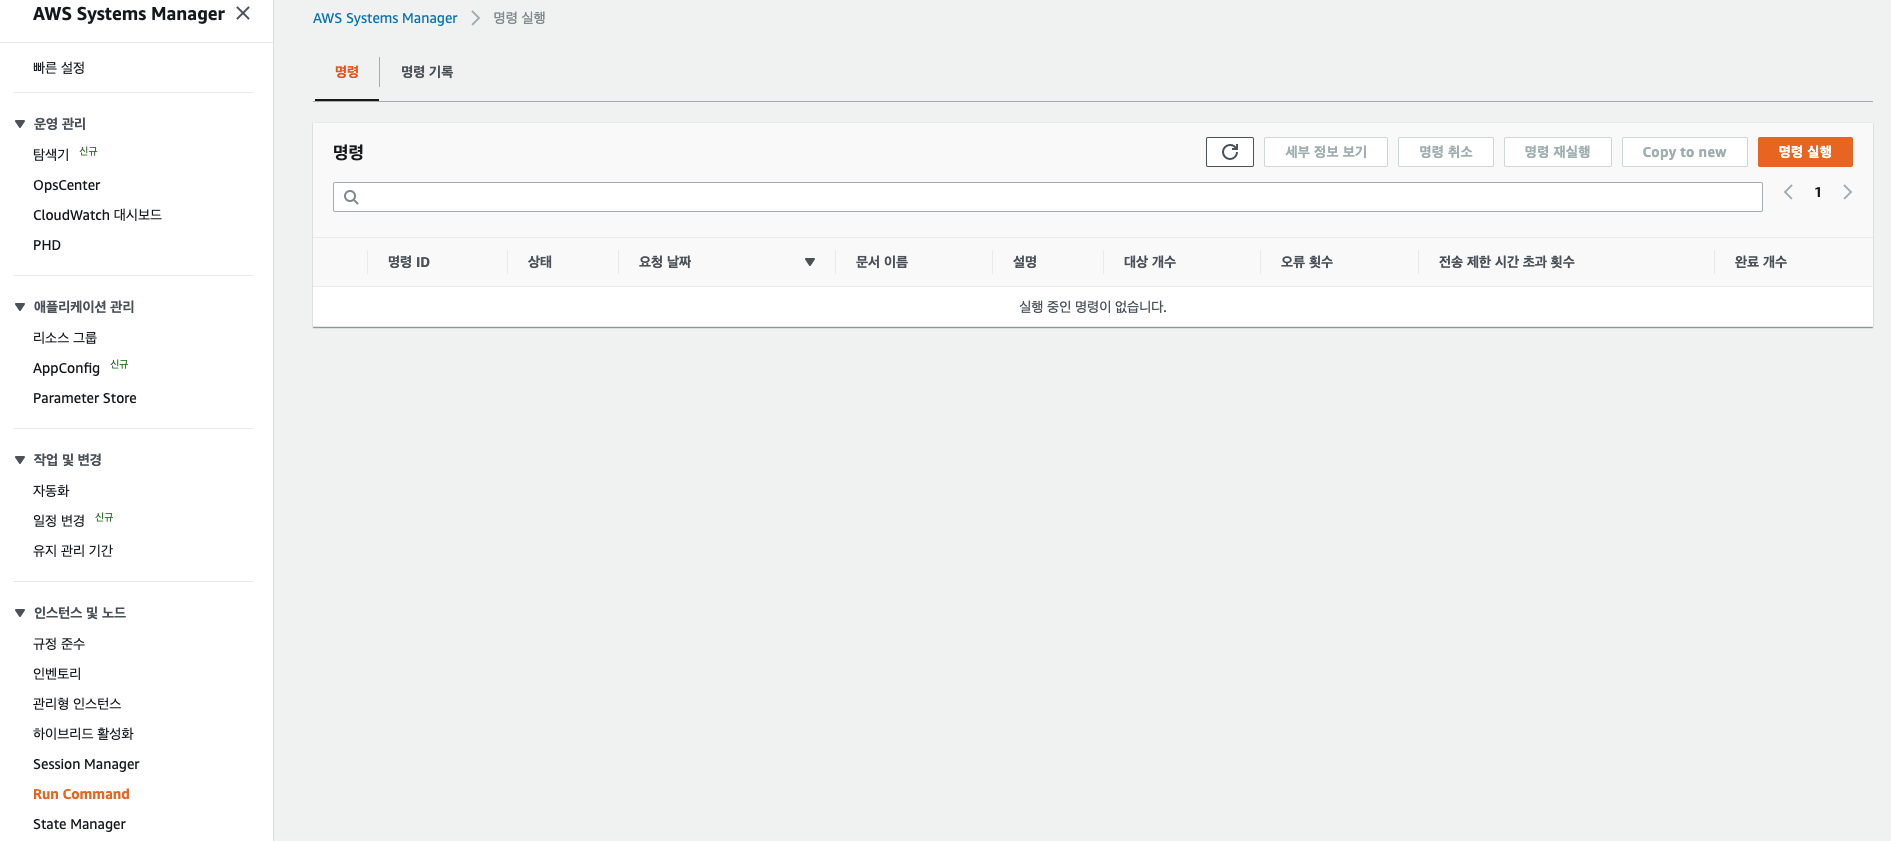 AWS Systems Manager
빠른 설정
운영 관리
탐색기 신규
OpsCenter
CloudWatch 대시보드
PHD
애플리케이션 관리
리소스 그룹
AppConfig 신규
Parameter Store
작업 및 변경
자동화
일정 변경 신규
유지 관리 기간
인스턴스 및 노드
규정 준수
인벤토리
관리형 인스턴스
하이브리드 활성화
Session Manager
Run Command
State Manager
AWS Systems Manager 명령 실행
명령 명령 기록
명령 세부 정보 보기 명령 취소 명령 재실행 Copy to new 명령 실행
1
명령 ID 상태 요청 날짜 문서 이름 설명 대상 개수 오류 횟수 전송 제한 시간 초과 횟수 완료 개수
실행 중인 명령이 없습니다.